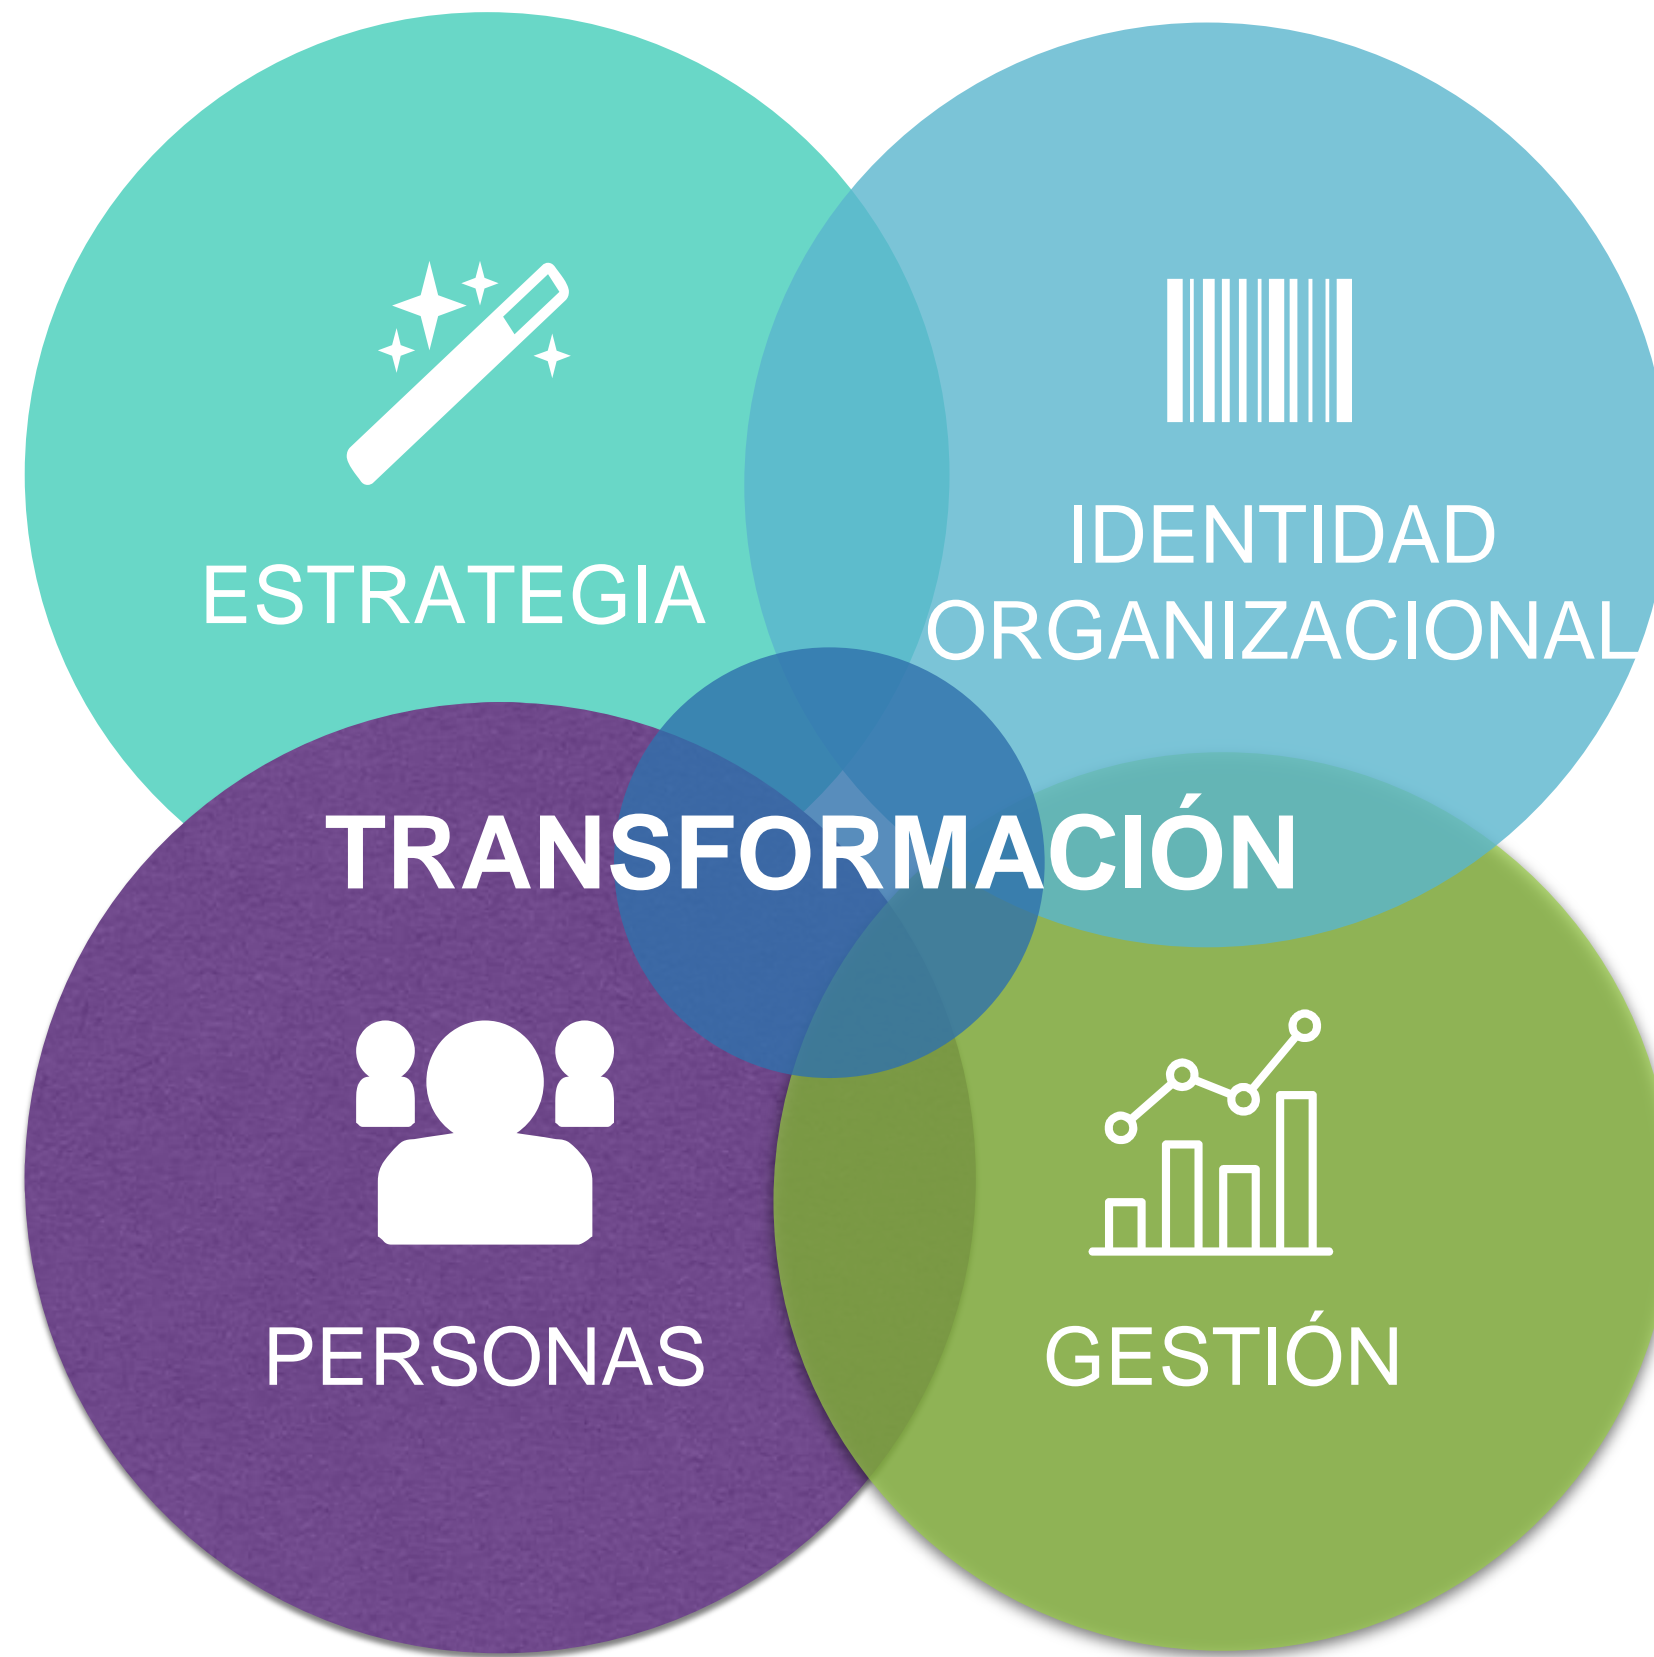 ESTRATEGIA
IDENTIDAD
ORGANIZACIONAL
TRANSFORMACIÓN
PERSONAS
GESTIÓN